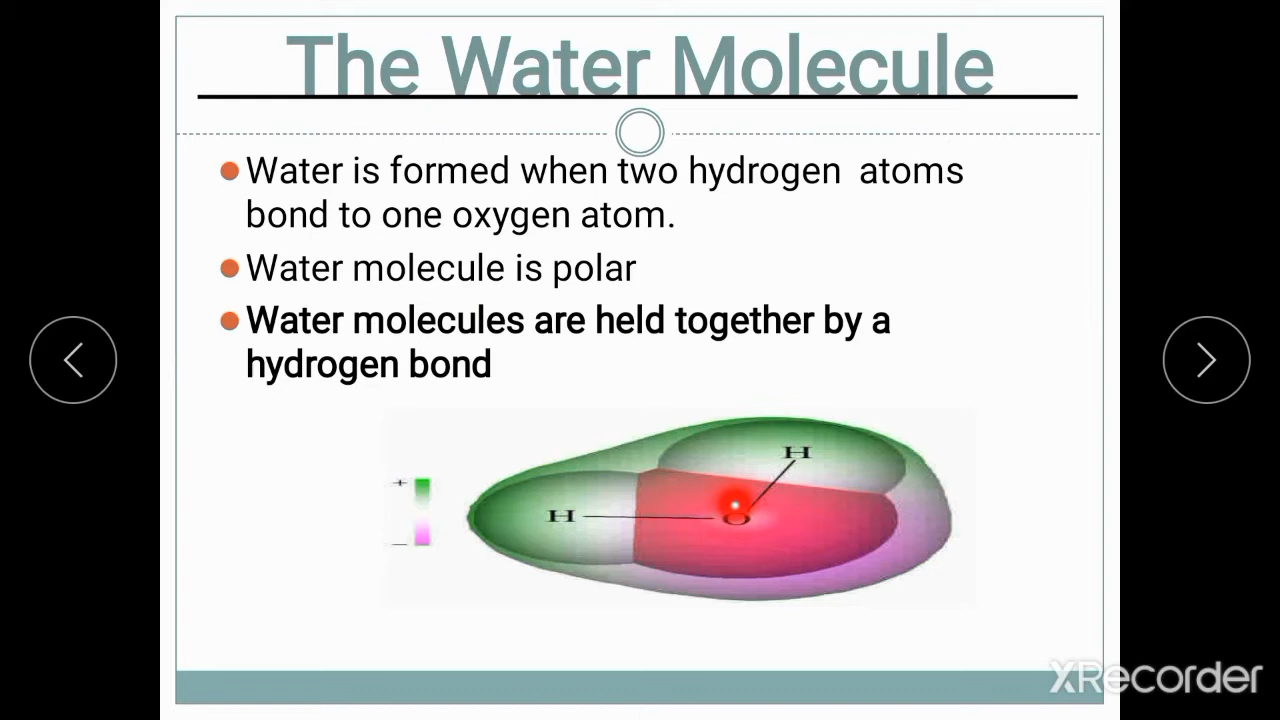 The Water Molecule
Water is formed when two hydrogen atoms
bond to one oxygen atom.
Water molecule is polar
Water molecules are held together by a
hydrogen bond
H
+
H
O
−
XRecorder